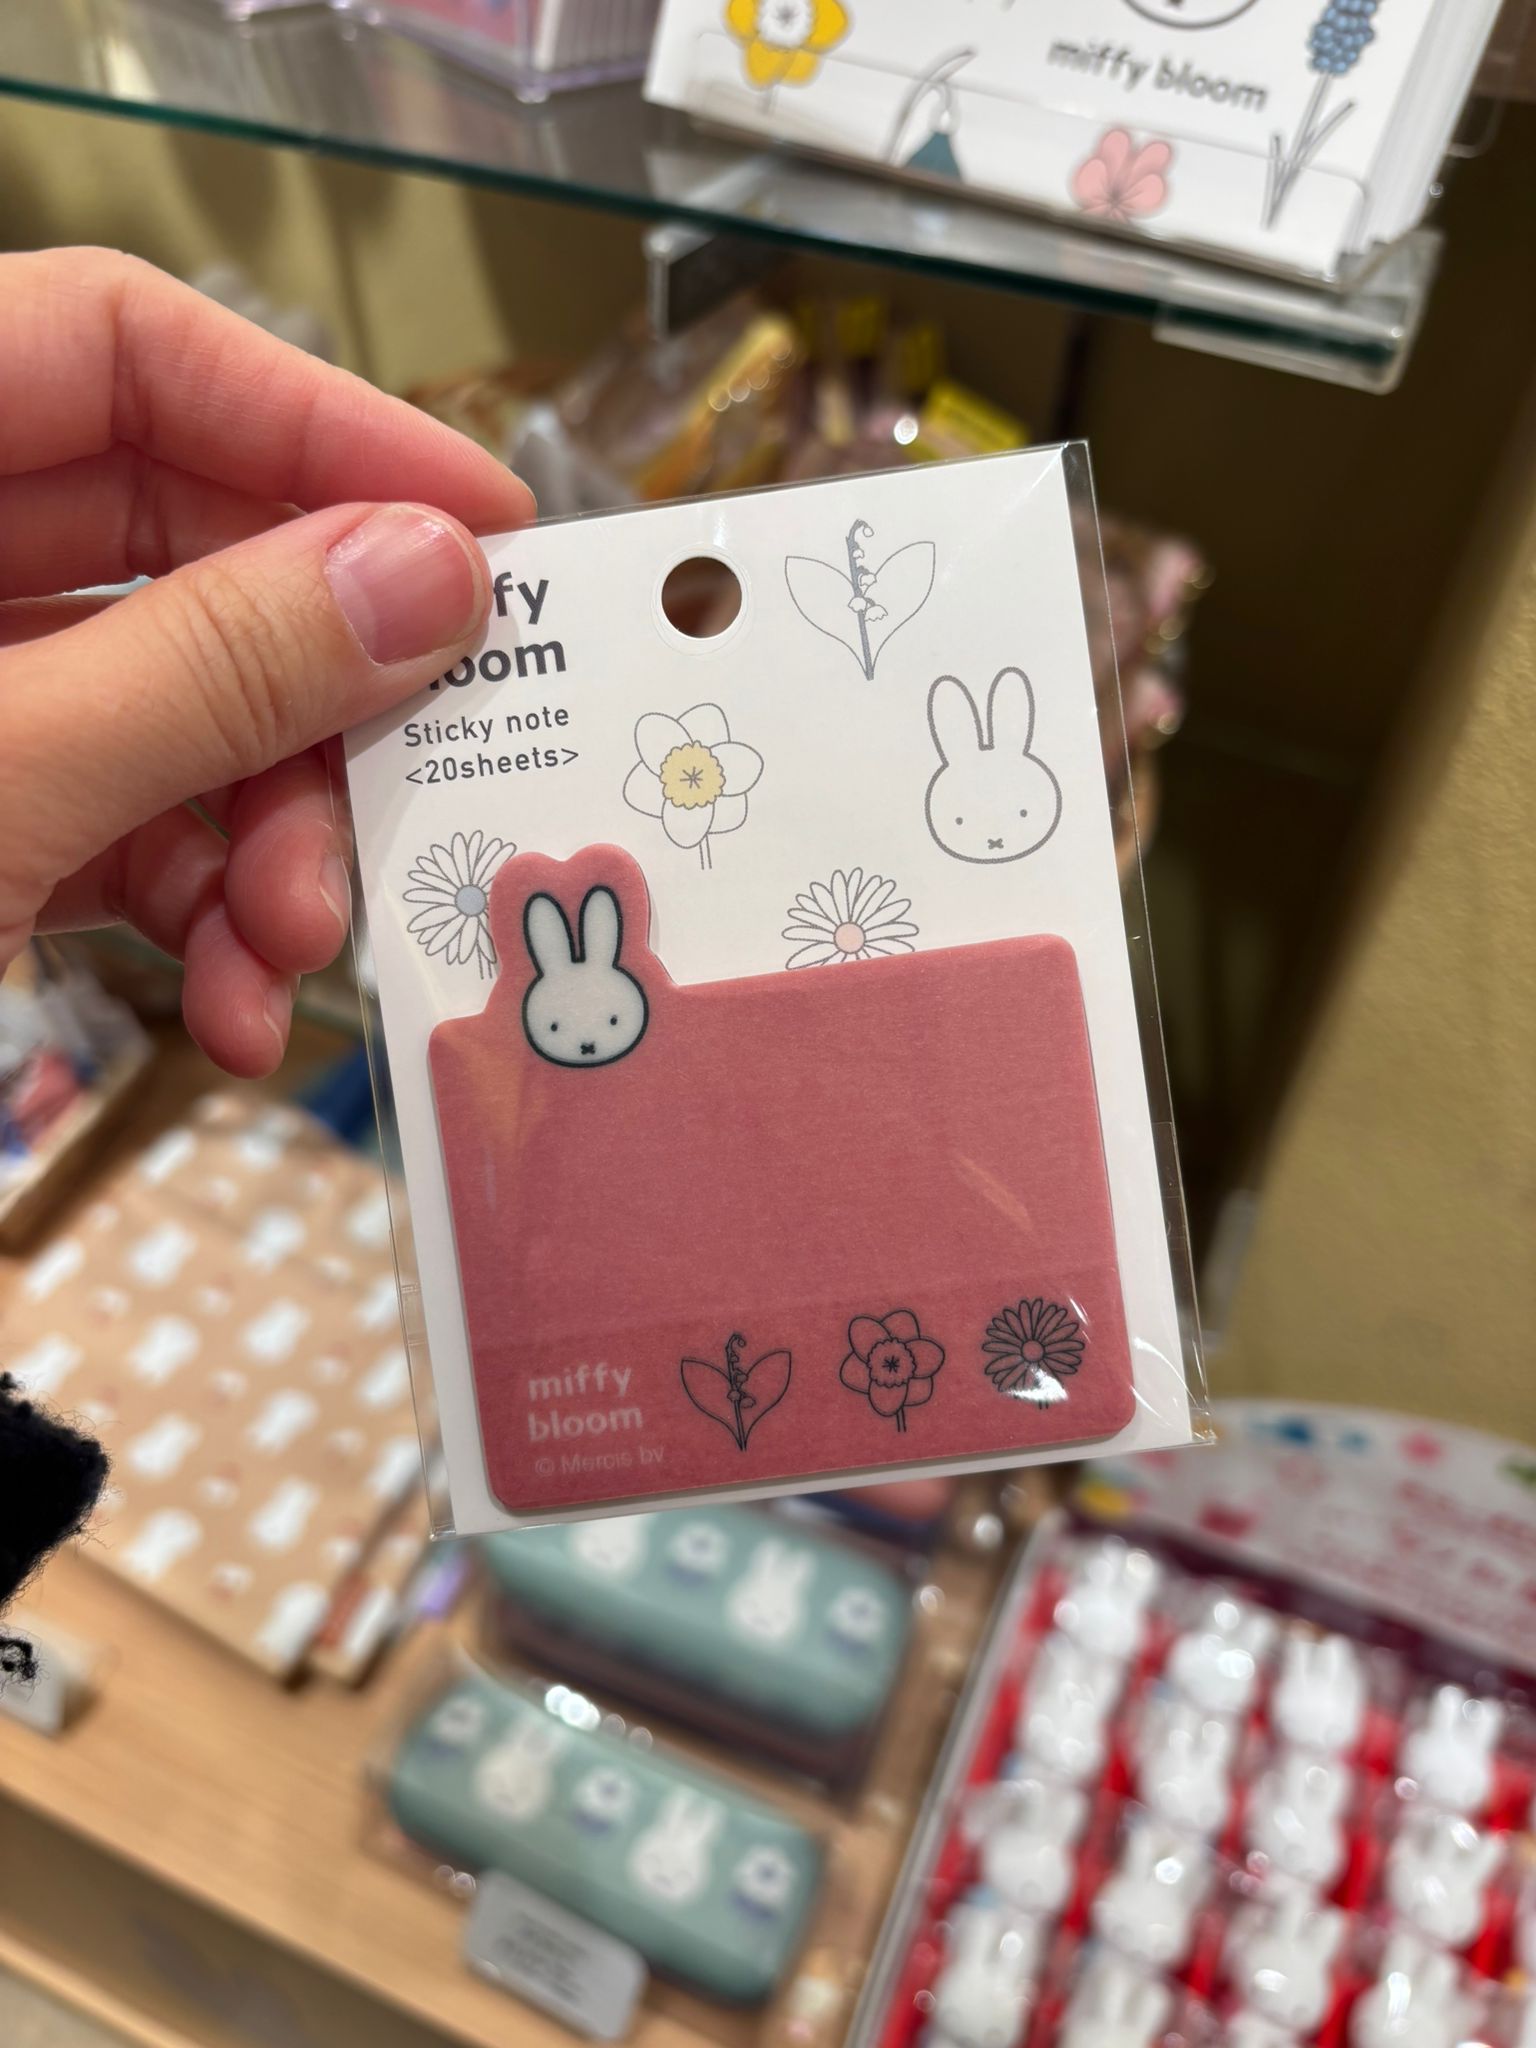 miffy bloom
fy
loom
Sticky note
<20sheets>
miffy
bloom
© Mercis bv